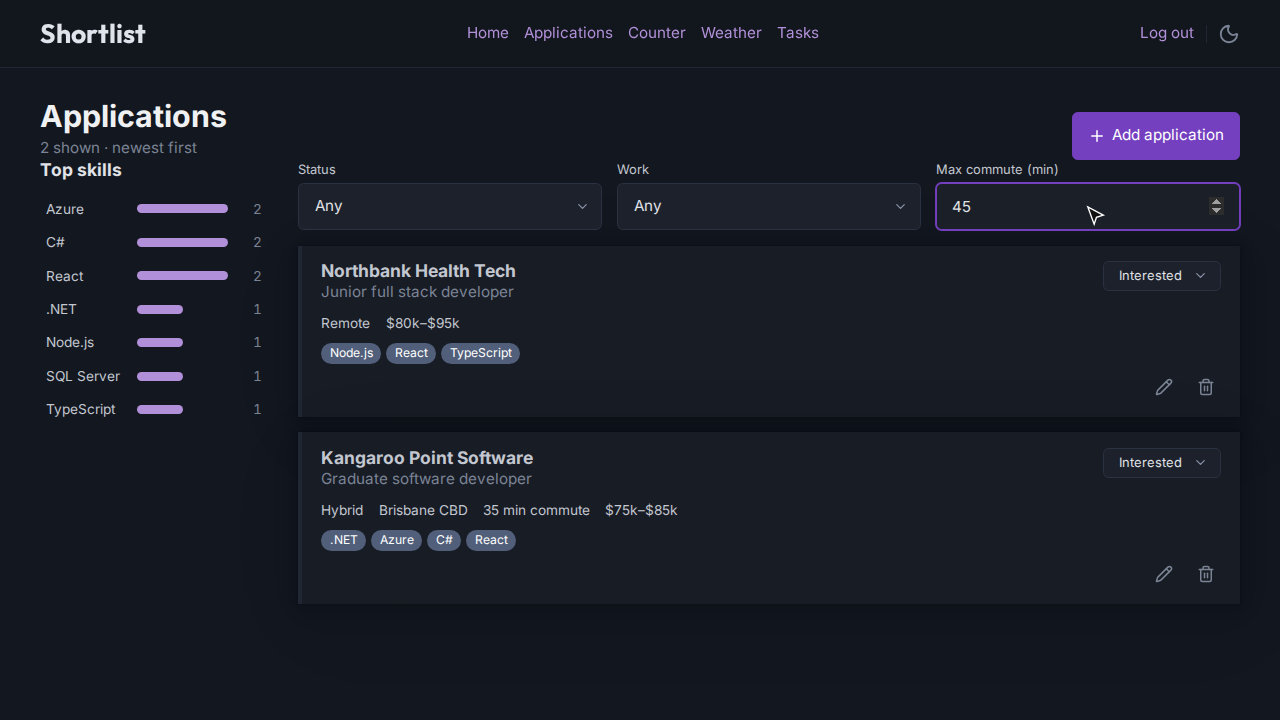 Shortlist
Home Applications Counter Weather Tasks
Log out
Applications
2 shown · newest first
Add application
Top skills
Azure 2
C# 2
React 2
.NET 1
Node.js 1
SQL Server 1
TypeScript 1
Status Work Max commute (min)
Any Any 45
Northbank Health Tech
Interested
Junior full stack developer
Remote $80k–$95k
Node.js React TypeScript
Kangaroo Point Software
Interested
Graduate software developer
Hybrid Brisbane CBD 35 min commute $75k–$85k
.NET Azure C# React